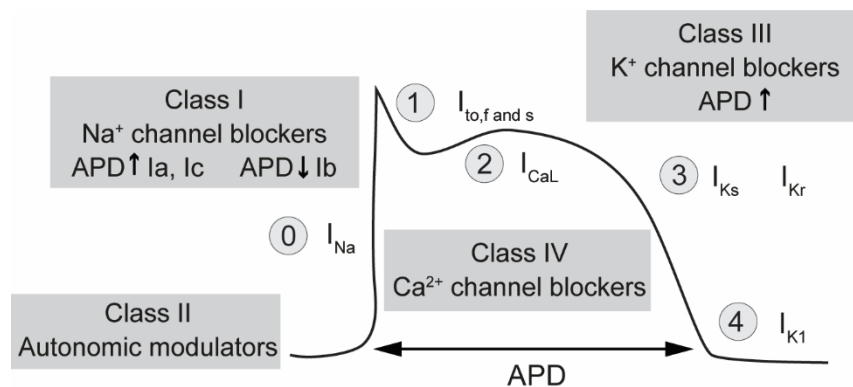 Class III
K⁺ channel blockers
APD ↑
Class I
Na⁺ channel blockers
APD ↑ Ia, Ic APD ↓ Ib
1 I_to,f and s
2 I_CaL
3 I_Ks I_Kr
0 I_Na
Class IV
Ca²⁺ channel blockers
Class II
Autonomic modulators
4 I_K1
APD